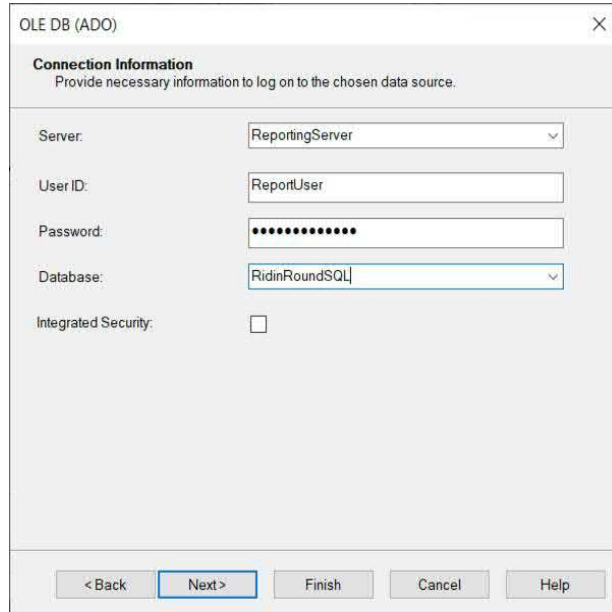 OLE DB (ADO)
Connection Information
Provide necessary information to log on to the chosen data source.
Server: ReportingServer
User ID: ReportUser
Password: •••••••••••••
Database: RidinRoundSQL
Integrated Security:
< Back Next > Finish Cancel Help